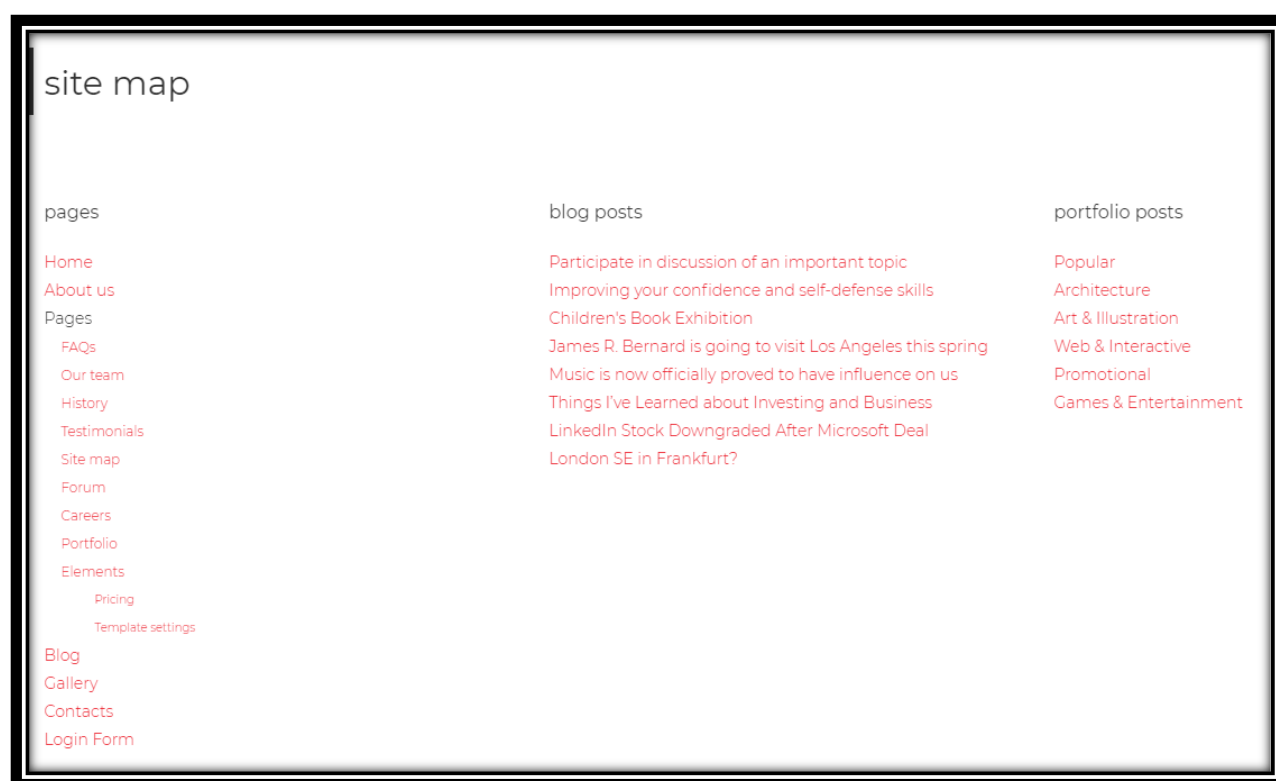 site map
pages
Home
About us
Pages
FAQs
Our team
History
Testimonials
Site map
Forum
Careers
Portfolio
Elements
Pricing
Template settings
Blog
Gallery
Contacts
Login Form
blog posts
Participate in discussion of an important topic
Improving your confidence and self-defense skills
Children's Book Exhibition
James R. Bernard is going to visit Los Angeles this spring
Music is now officially proved to have influence on us
Things I’ve Learned about Investing and Business
LinkedIn Stock Downgraded After Microsoft Deal
London SE in Frankfurt?
portfolio posts
Popular
Architecture
Art & Illustration
Web & Interactive
Promotional
Games & Entertainment